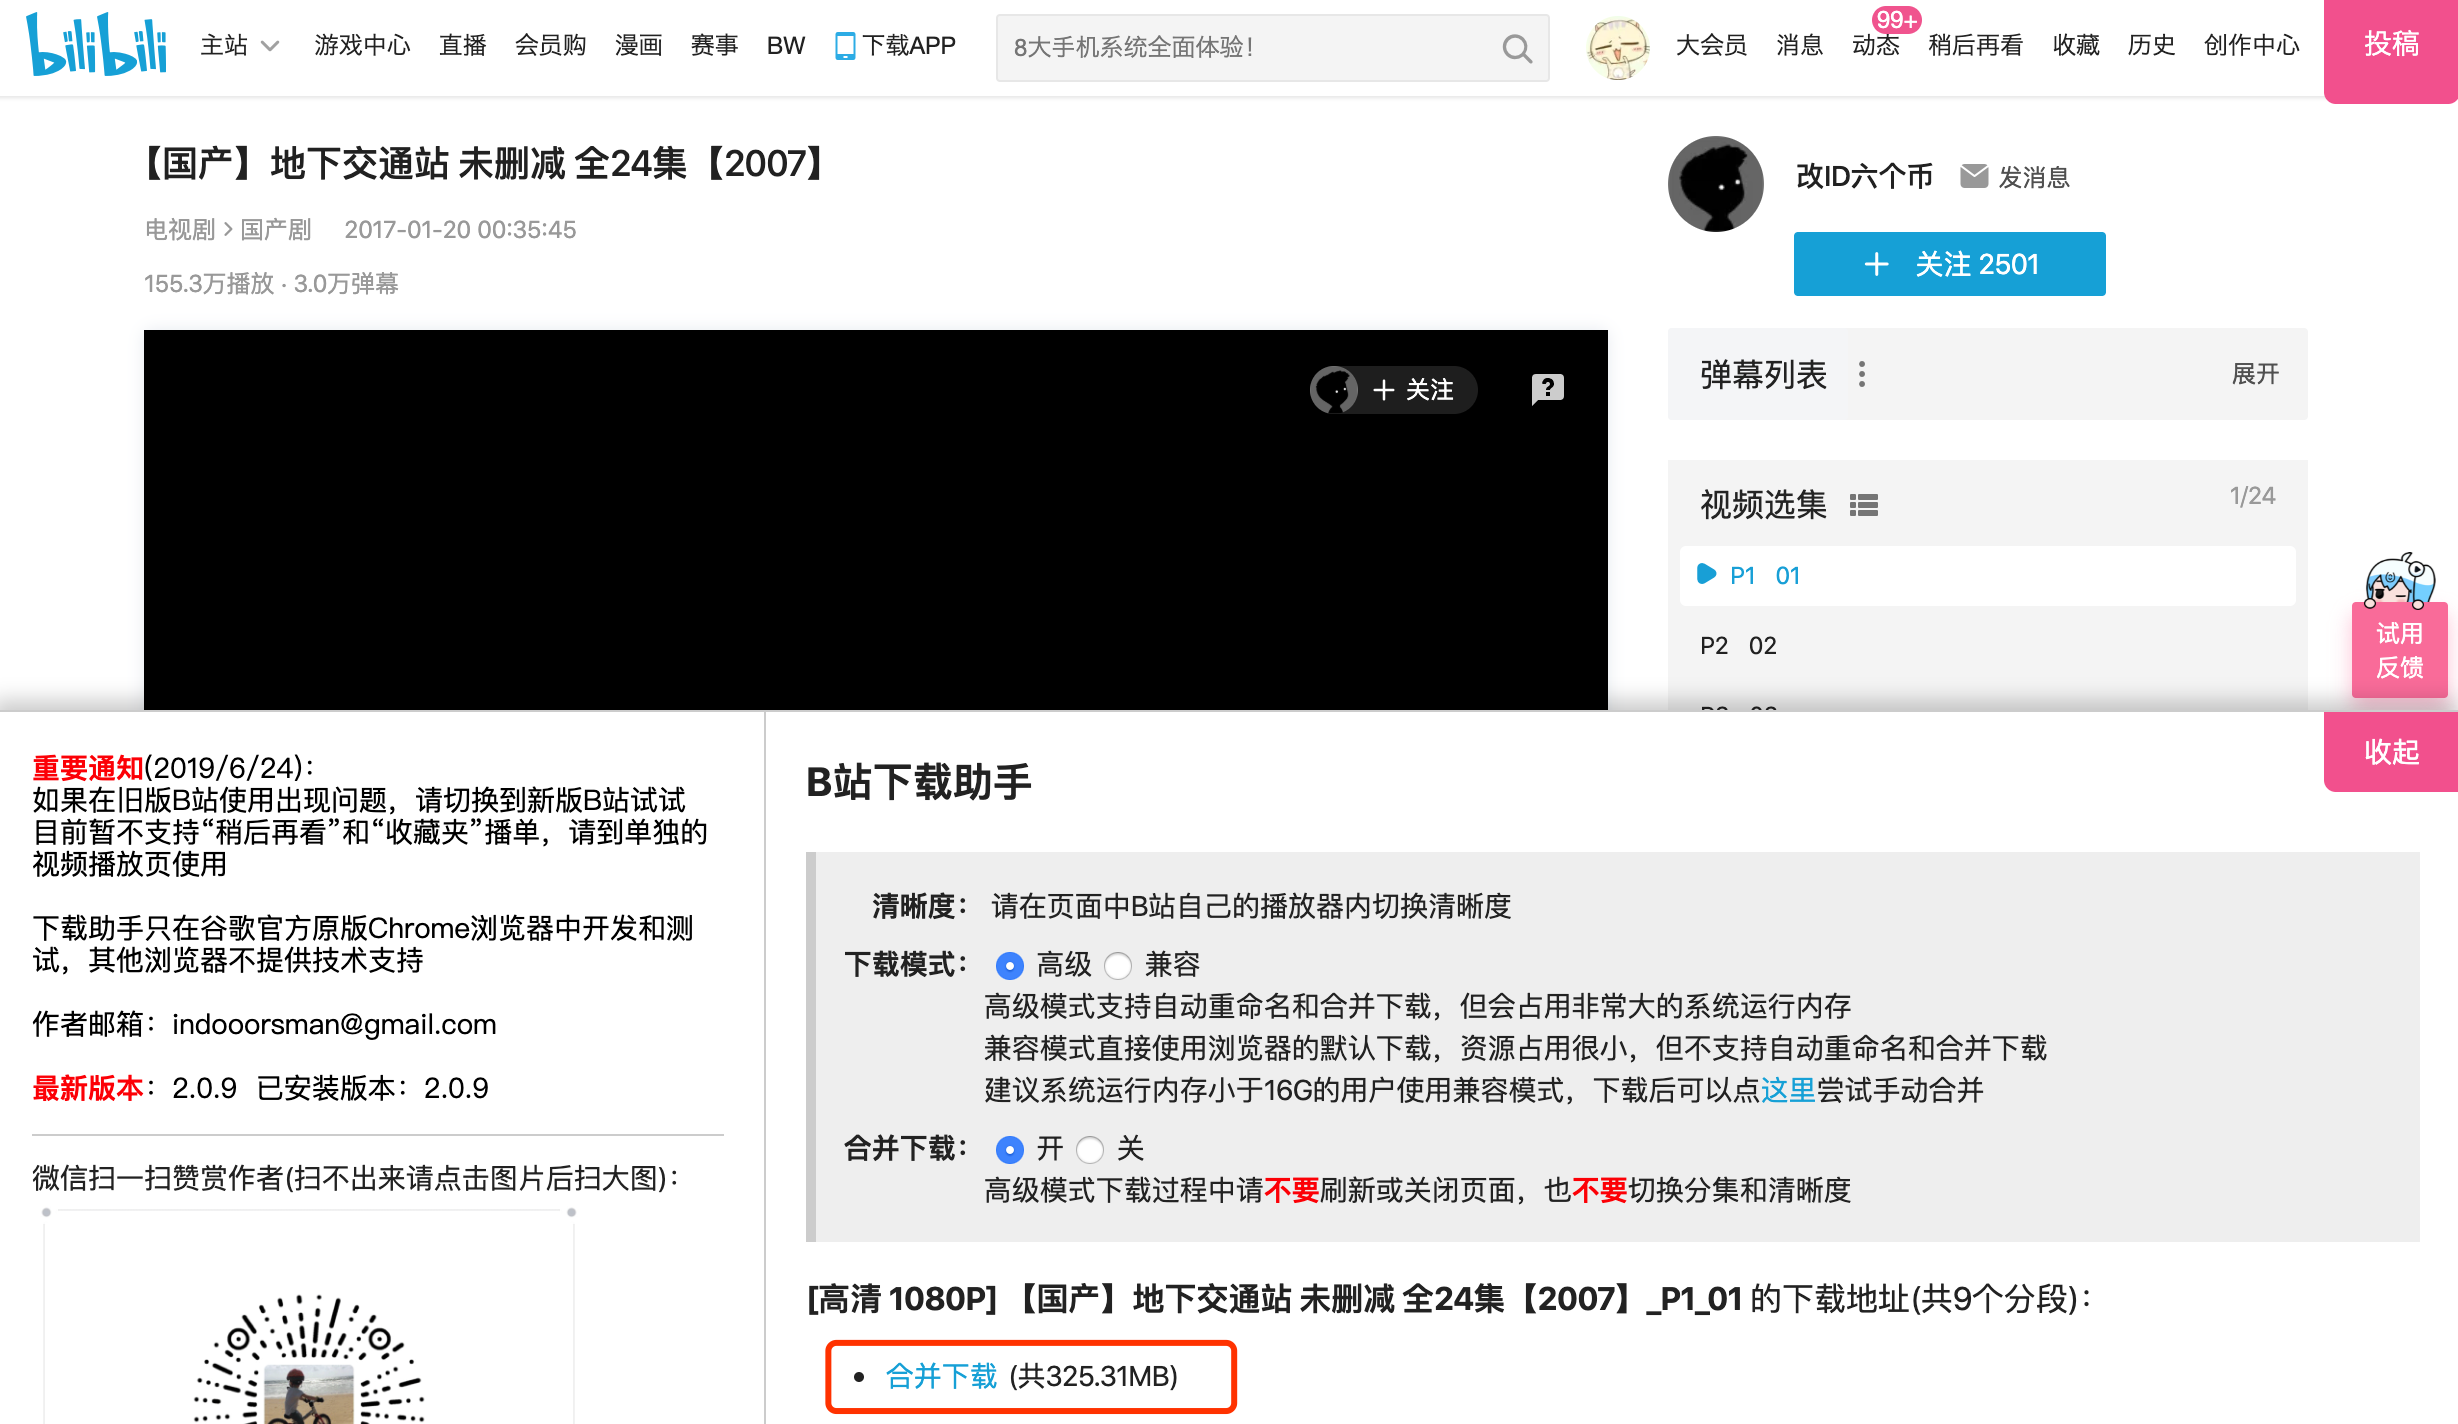 bilibili 主站 游戏中心 直播 会员购 漫画 赛事 BW 下载APP 8大手机系统全面体验! 大会员 消息 动态 99+ 稍后再看 收藏 历史 创作中心 投稿
【国产】地下交通站 未删减 全24集【2007】
电视剧 > 国产剧 2017-01-20 00:35:45
155.3万播放 · 3.0万弹幕
+ 关注
?
改ID六个币 发消息
+ 关注 2501
弹幕列表 展开
视频选集 1/24
P1 01
P2 02
试用
反馈
收起
重要通知(2019/6/24)：
如果在旧版B站使用出现问题，请切换到新版B站试试
目前暂不支持“稍后再看”和“收藏夹”播单，请到单独的
视频播放页使用
下载助手只在谷歌官方原版Chrome浏览器中开发和测
试，其他浏览器不提供技术支持
作者邮箱：indooorsman@gmail.com
最新版本：2.0.9 已安装版本：2.0.9
微信扫一扫赞赏作者(扫不出来请点击图片后扫大图)：
B站下载助手
清晰度： 请在页面中B站自己的播放器内切换清晰度
下载模式： 高级 兼容
高级模式支持自动重命名和合并下载，但会占用非常大的系统运行内存
兼容模式直接使用浏览器的默认下载，资源占用很小，但不支持自动重命名和合并下载
建议系统运行内存小于16G的用户使用兼容模式，下载后可以点这里尝试手动合并
合并下载： 开 关
高级模式下载过程中请不要刷新或关闭页面，也不要切换分集和清晰度
[高清 1080P] 【国产】地下交通站 未删减 全24集【2007】_P1_01 的下载地址(共9个分段)：
• 合并下载 (共325.31MB)